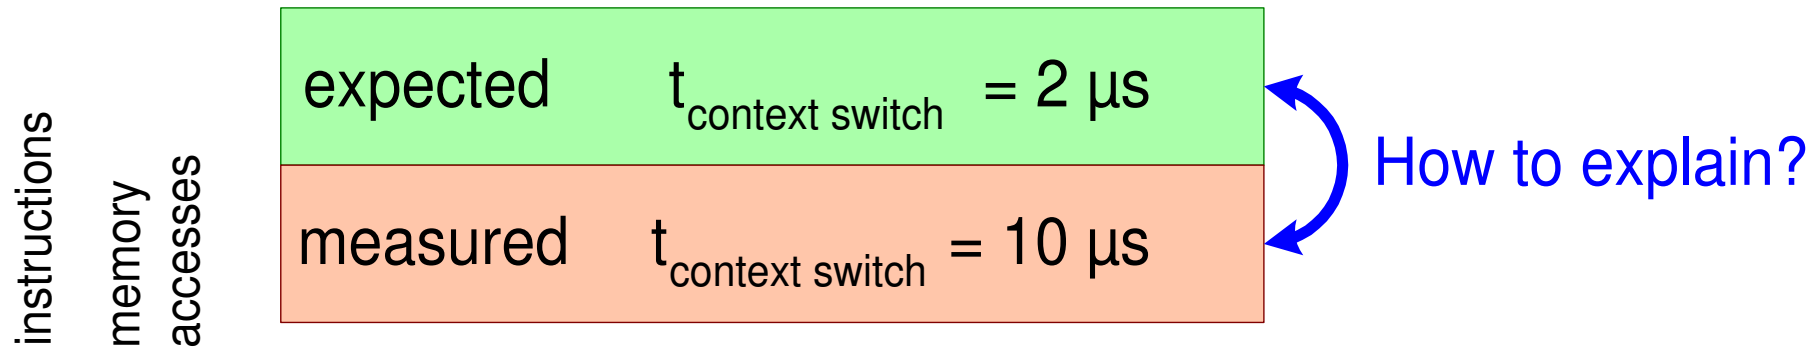 instructions
memory
accesses
expected t context switch = 2 µs
measured t context switch = 10 µs
How to explain?